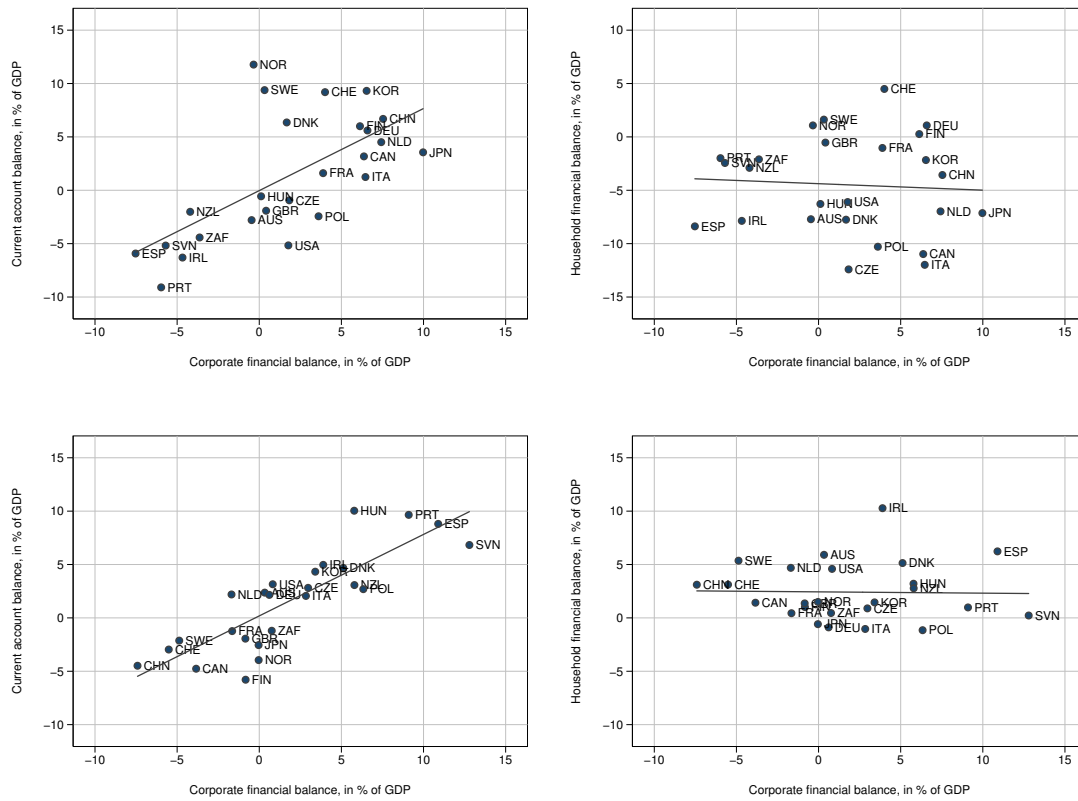 15
10
5
0
−5
−10
Current account balance, in % of GDP
NOR
SWE
CHE
KOR
DNK
CHN
FIN
DEU
NLD
CAN
JPN
FRA
ITA
HUN
CZE
NZL
GBR
AUS
POL
ZAF
SVN
USA
ESP
IRL
PRT
−10
−5
0
5
10
15
Corporate financial balance, in % of GDP
10
5
0
−5
−10
−15
Household financial balance, in % of GDP
CHE
SWE
NOR
DEU
FIN
GBR
FRA
PRT
ZAF
SVN
NZL
KOR
CHN
HUN
USA
NLD
JPN
AUS
DNK
IRL
ESP
POL
CAN
ITA
CZE
−10
−5
0
5
10
15
Corporate financial balance, in % of GDP
15
10
5
0
−5
−10
Current account balance, in % of GDP
HUN
PRT
ESP
SVN
IRL
DNK
KOR
USA
NZL
CZE
POL
AUS
NLD
DEU
ITA
FRA
ZAF
GBR
SWE
JPN
CHE
NOR
CHN
CAN
FIN
−10
−5
0
5
10
15
Corporate financial balance, in % of GDP
15
10
5
0
−5
−10
Household financial balance, in % of GDP
IRL
ESP
AUS
SWE
DNK
NLD
USA
CHN
CHE
HUN
NZL
CAN
NOR
GBR
FIN
KOR
CZE
PRT
FRA
ZAF
SVN
JPN
DEU
ITA
POL
−10
−5
0
5
10
15
Corporate financial balance, in % of GDP